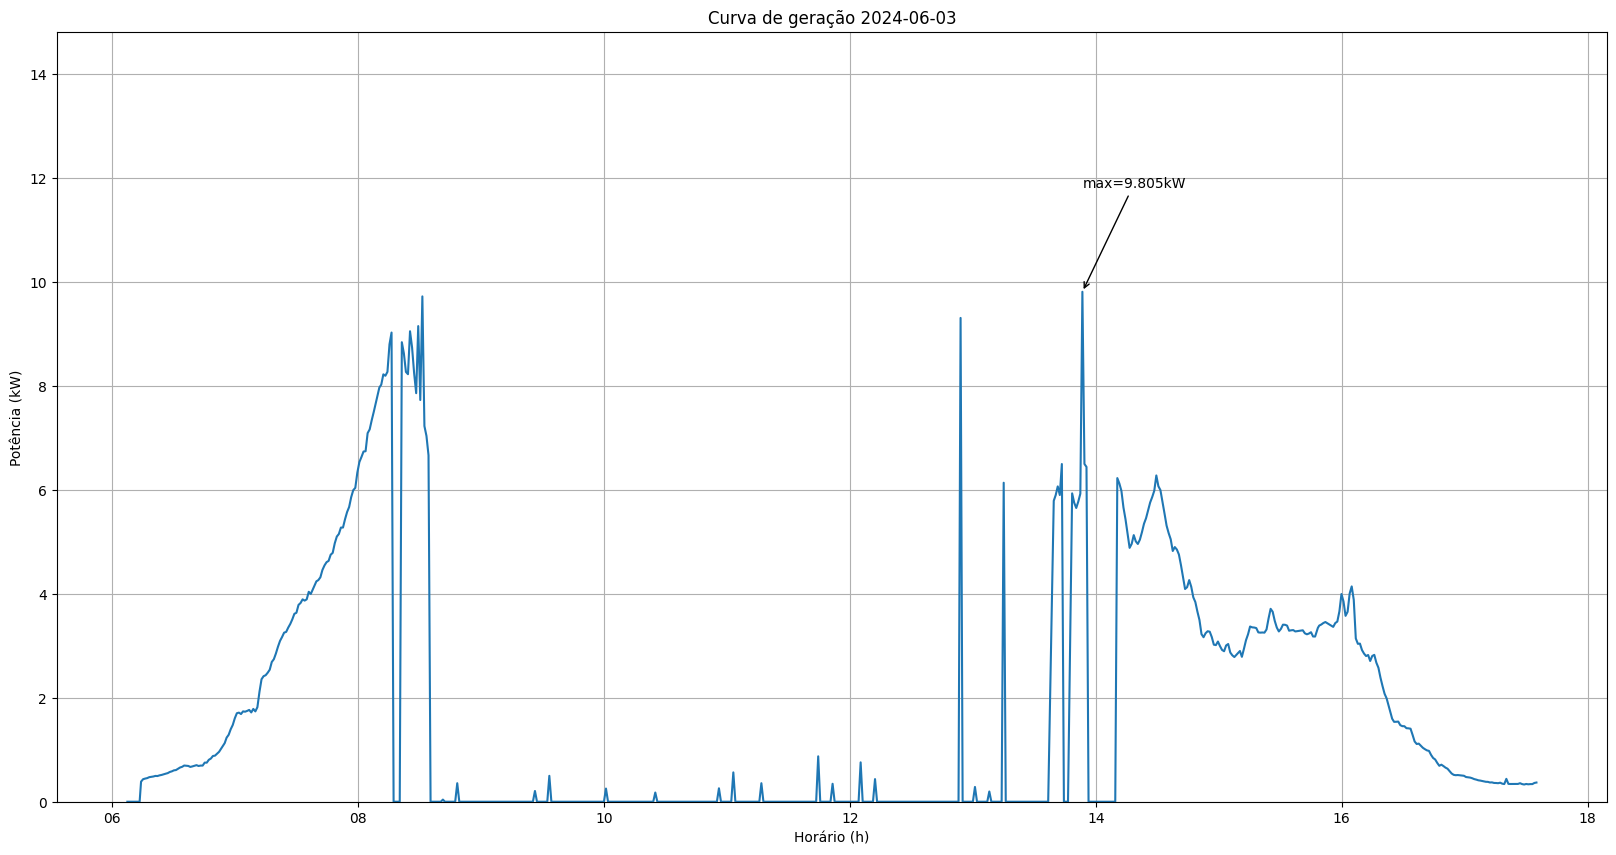 Curva de geração 2024-06-03
14
12
max=9.805kW
10
8
Potência (kW)
6
4
2
0
06 08 10 12 14 16 18
Horário (h)